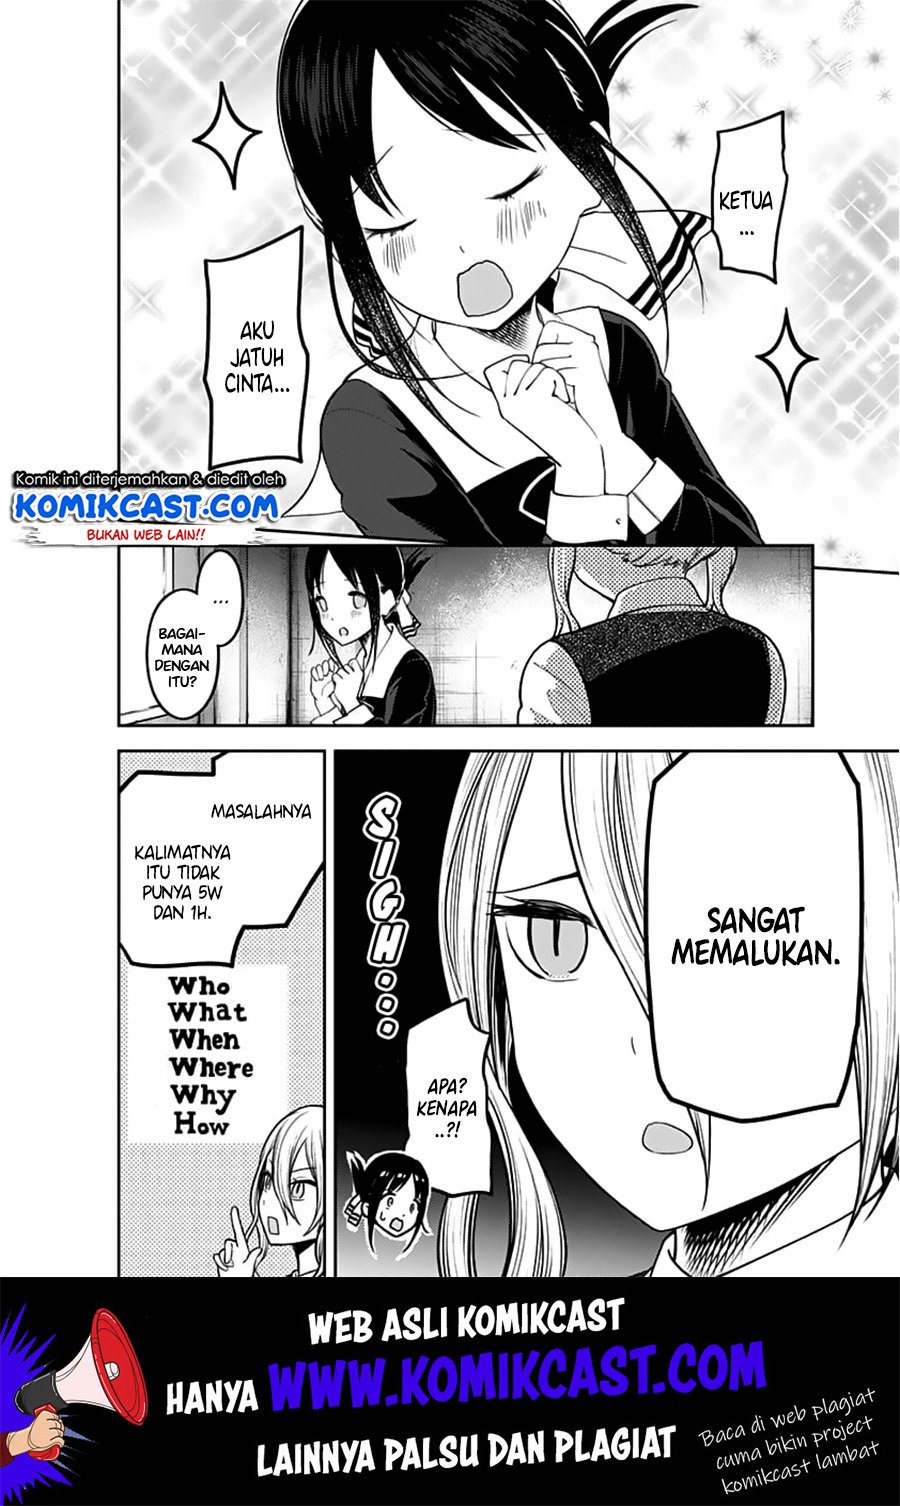 KETUA
...
AKU
JATUH
CINTA...
Komik ini diterjemahkan & diedit oleh
KOMIKCAST.COM
BUKAN WEB LAIN!!
...
BAGAI-
MANA
DENGAN
ITU?
SANGAT
MEMALUKAN.
SIGH...
APA?
KENAPA
..?!
MASALAHNYA
KALIMATNYA
ITU TIDAK
PUNYA 5W
DAN 1H.
Who
What
When
Where
Why
How
WEB ASLI KOMIKCAST
HANYA WWW.KOMIKCAST.COM
LAINNYA PALSU DAN PLAGIAT
Baca di web plagiat
cuma bikin project
komikcast lambat